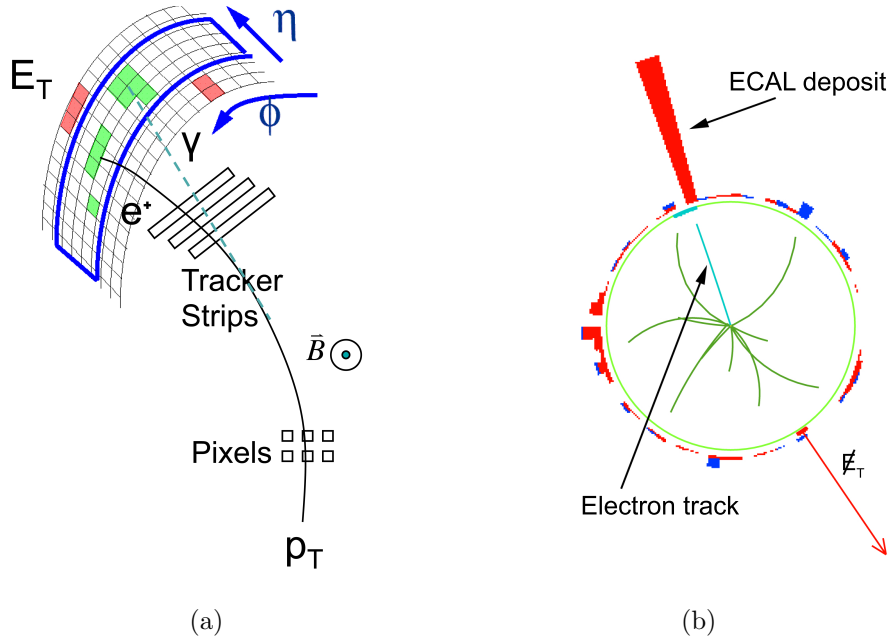 η
E_T
ϕ
γ
e⁺
Tracker
Strips
B⃗
Pixels
p_T
(a)
ECAL deposit
E̸_T
Electron track
(b)